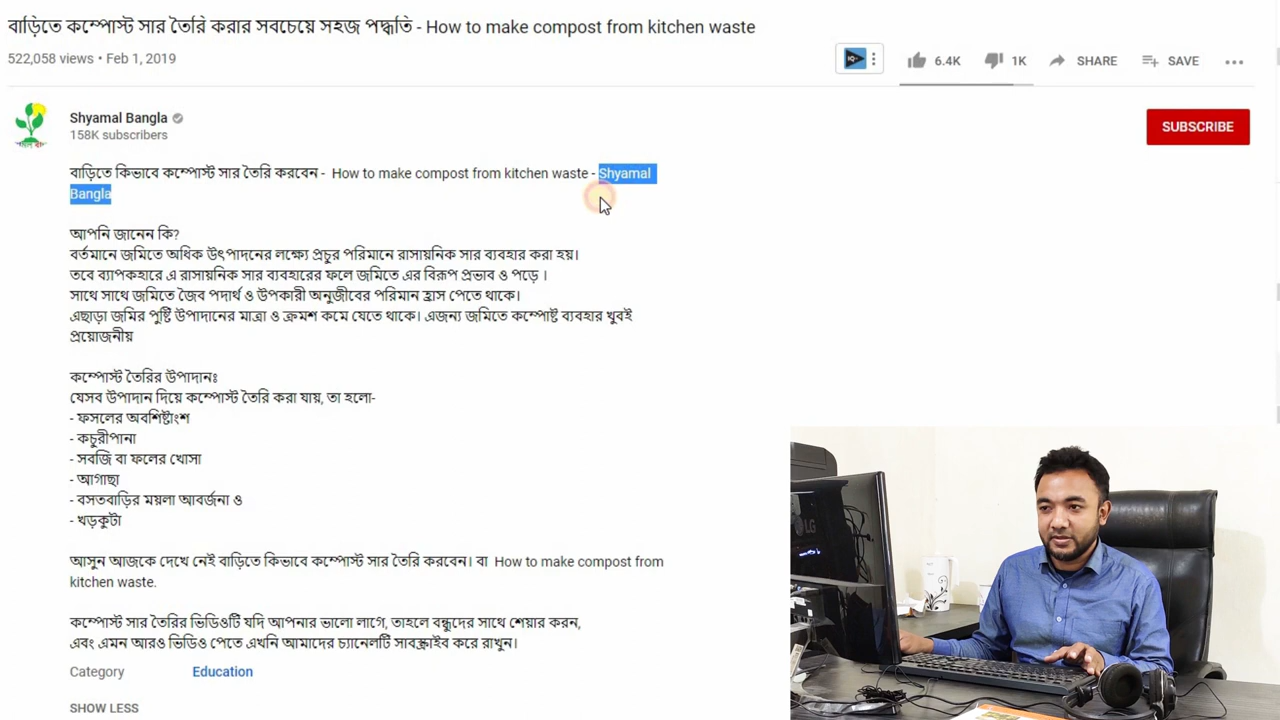 বাড়িতে কম্পোস্ট সার তৈরি করার সবচেয়ে সহজ পদ্ধতি - How to make compost from kitchen waste
522,058 views • Feb 1, 2019
6.4K
1K
SHARE
SAVE
Shyamal Bangla
158K subscribers
SUBSCRIBE
বাড়িতে কিভাবে কম্পোস্ট সার তৈরি করবেন - How to make compost from kitchen waste - Shyamal
Bangla
আপনি জানেন কি?
বর্তমানে জমিতে অধিক উৎপাদনের লক্ষ্যে প্রচুর পরিমানে রাসায়নিক সার ব্যবহার করা হয়।
তবে ব্যাপকহারে এ রাসায়নিক সার ব্যবহারের ফলে জমিতে এর বিরূপ প্রভাব ও পড়ে ।
সাথে সাথে জমিতে জৈব পদার্থ ও উপকারী অনুজীবের পরিমান হ্রাস পেতে থাকে।
এছাড়া জমির পুষ্টি উপাদানের মাত্রা ও ক্রমশ কমে যেতে থাকে। এজন্য জমিতে কম্পোষ্ট ব্যবহার খুবই
প্রয়োজনীয়
কম্পোস্ট তৈরির উপাদানঃ
যেসব উপাদান দিয়ে কম্পোস্ট তৈরি করা যায়, তা হলো-
- ফসলের অবশিষ্টাংশ
- কচুরীপানা
- সবজি বা ফলের খোসা
- আগাছা
- বসতবাড়ির ময়লা আবর্জনা ও
- খড়কুটা
আসুন আজকে দেখে নেই বাড়িতে কিভাবে কম্পোস্ট সার তৈরি করবেন। বা How to make compost from
kitchen waste.
কম্পোস্ট সার তৈরির ভিডিওটি যদি আপনার ভালো লাগে, তাহলে বন্ধুদের সাথে শেয়ার করন,
এবং এমন আরও ভিডিও পেতে এখনি আমাদের চ্যানেলটি সাবস্ক্রাইব করে রাখুন।
Category Education
SHOW LESS
LG